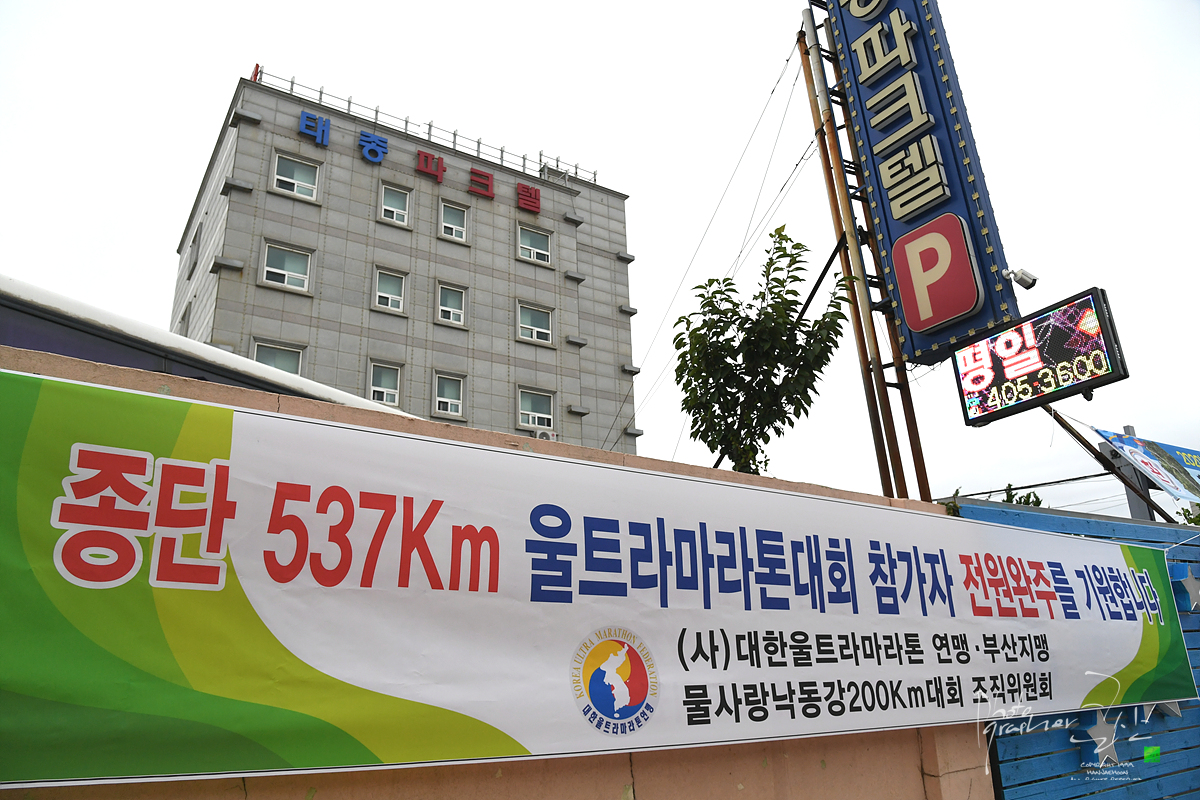 태종파크텔
파크텔
P
평일
405-3600
종단 537Km 울트라마라톤대회 참가자 전원완주를 기원합니다
(사)대한울트라마라톤 연맹·부산지맹
물사랑낙동강200Km대회 조직위원회
KOREA ULTRA MARATHON FEDERATION
대한울트라마라톤연맹